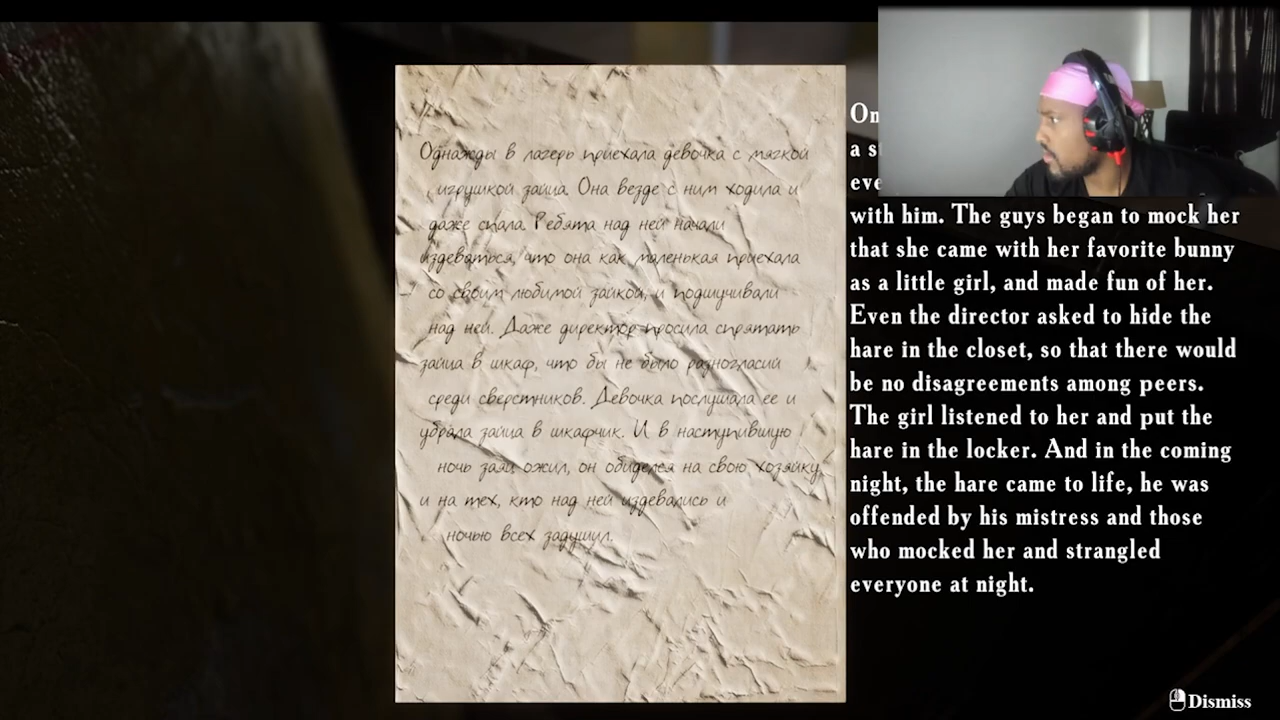 Однажды в лагерь приехала девочка с мягкой
игрушкой зайца. Она везде с ним ходила и
даже спала. Ребята над ней начали
издеваться, что она как маленькая приехала
со своим любимой зайкой, и подшучивали
над ней. Даже директор просила спрятать
зайца в шкаф, что бы не было разногласий
среди сверстников. Девочка послушала ее и
убрала зайца в шкафчик. И в наступившую
ночь заяц ожил, он обиделся на свою хозяйку
и на тех, кто над ней издевались и
ночью всех задушил.
a
with him. The guys began to mock her
that she came with her favorite bunny
as a little girl, and made fun of her.
Even the director asked to hide the
hare in the closet, so that there would
be no disagreements among peers.
The girl listened to her and put the
hare in the locker. And in the coming
night, the hare came to life, he was
offended by his mistress and those
who mocked her and strangled
everyone at night.
Dismiss